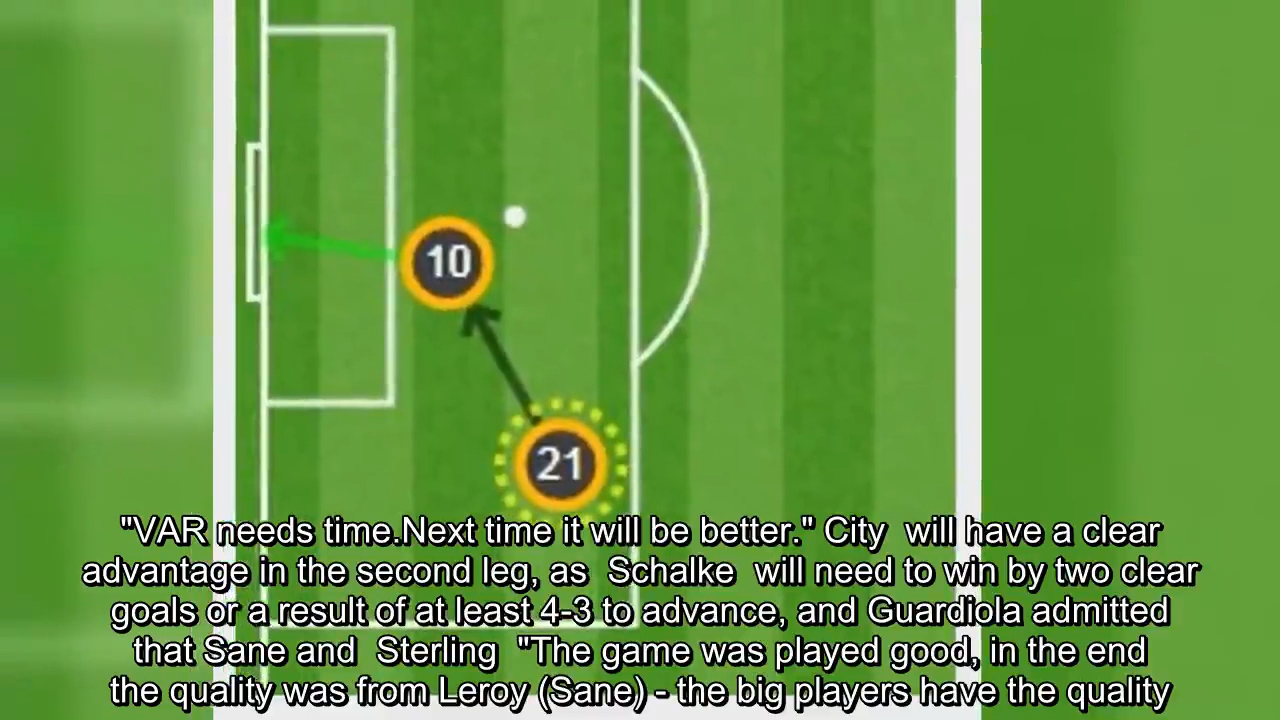 10
21
"VAR needs time.Next time it will be better." City  will have a clear
advantage in the second leg, as  Schalke  will need to win by two clear
goals or a result of at least 4-3 to advance, and Guardiola admitted
that Sane and  Sterling  "The game was played good, in the end
the quality was from Leroy (Sane) - the big players have the quality